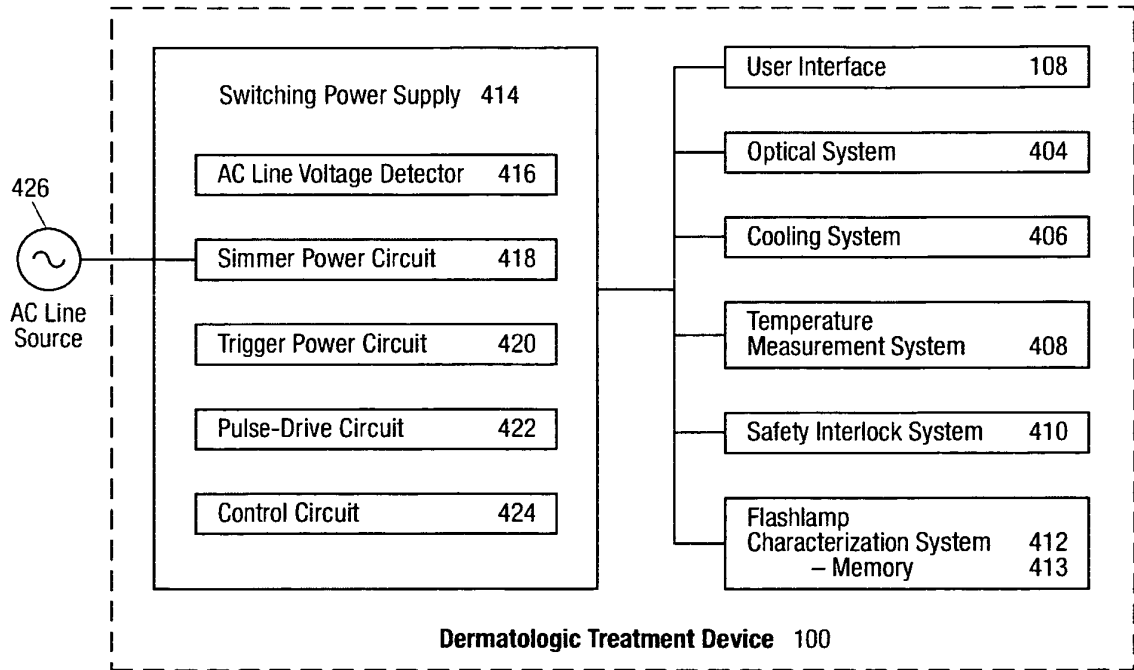 Switching Power Supply 414
AC Line Voltage Detector 416
Simmer Power Circuit 418
Trigger Power Circuit 420
Pulse-Drive Circuit 422
Control Circuit 424
426
AC Line
Source
User Interface 108
Optical System 404
Cooling System 406
Temperature
Measurement System 408
Safety Interlock System 410
Flashlamp
Characterization System 412
– Memory 413
Dermatologic Treatment Device 100